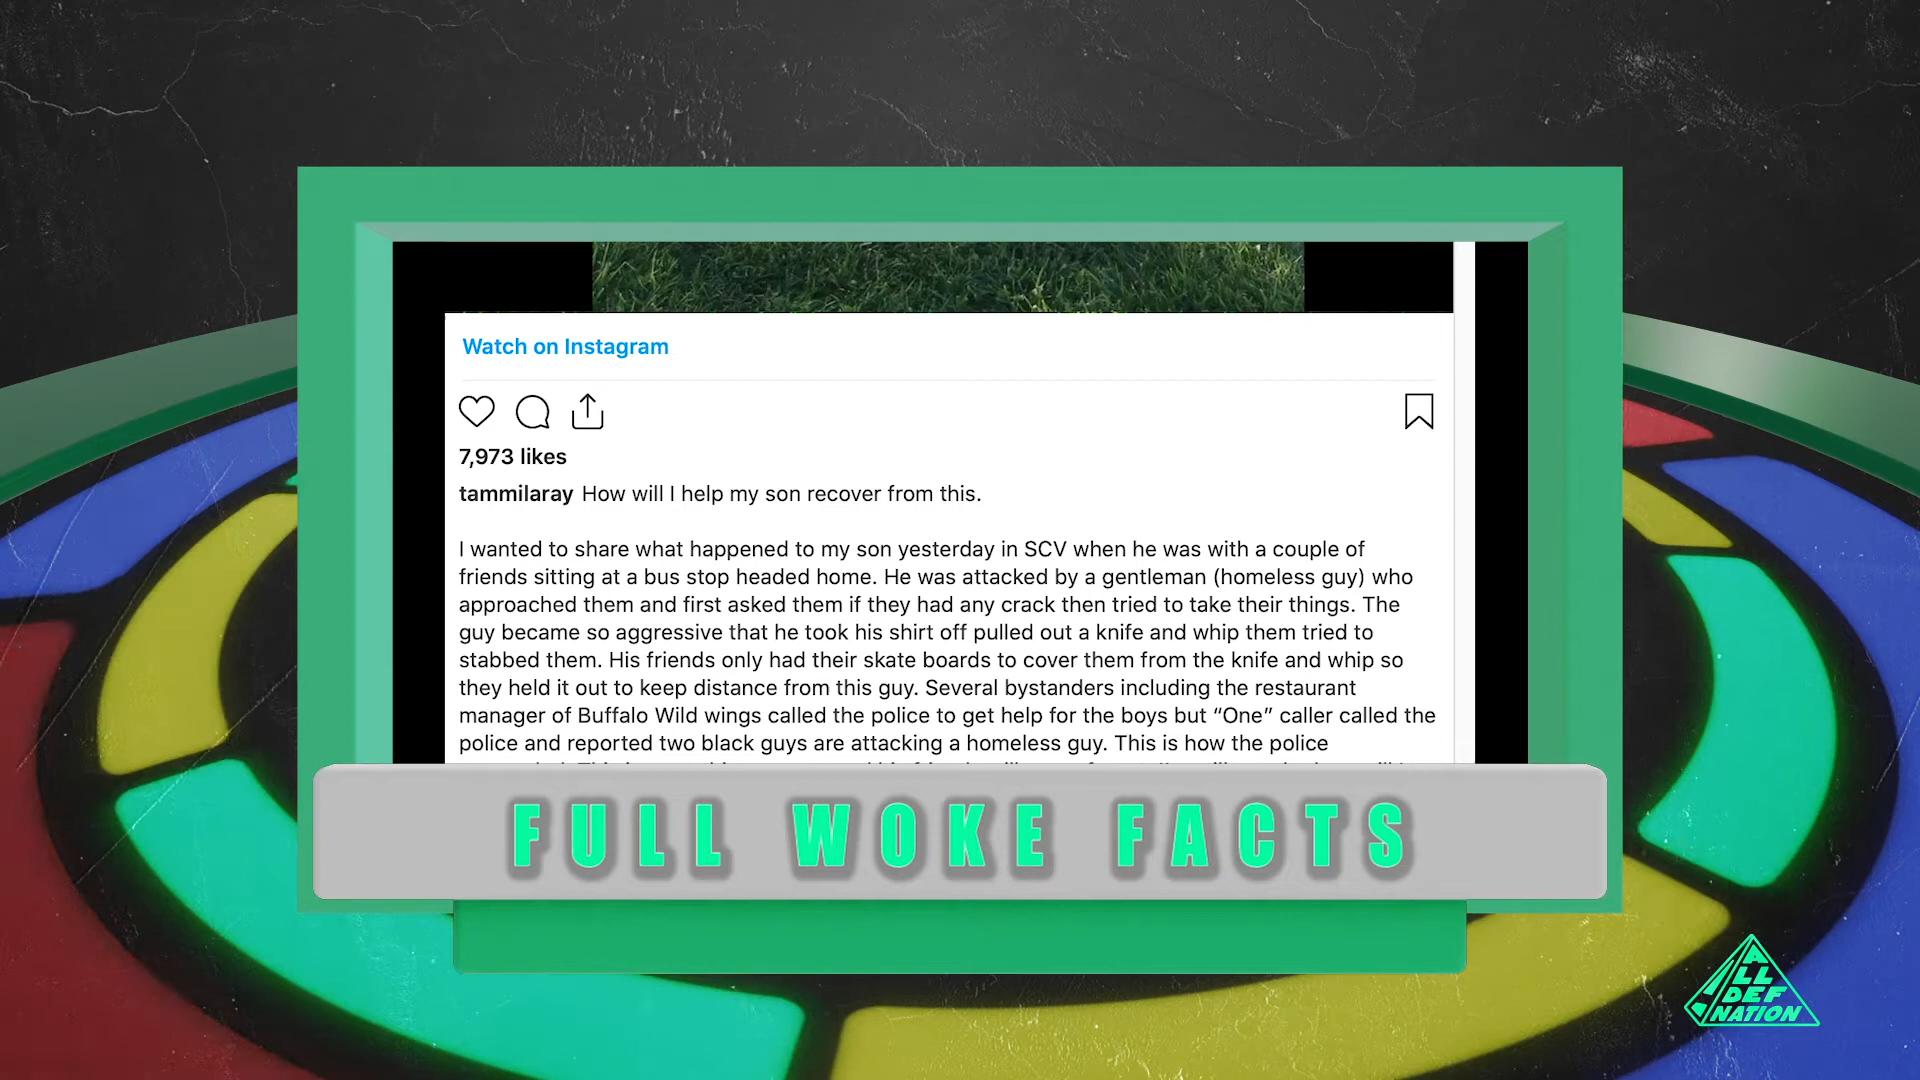 Watch on Instagram
7,973 likes
tammilaray How will I help my son recover from this.
I wanted to share what happened to my son yesterday in SCV when he was with a couple of
friends sitting at a bus stop headed home. He was attacked by a gentleman (homeless guy) who
approached them and first asked them if they had any crack then tried to take their things. The
guy became so aggressive that he took his shirt off pulled out a knife and whip them tried to
stabbed them. His friends only had their skate boards to cover them from the knife and whip so
they held it out to keep distance from this guy. Several bystanders including the restaurant
manager of Buffalo Wild wings called the police to get help for the boys but “One” caller called the
police and reported two black guys are attacking a homeless guy. This is how the police
FULL WOKE FACTS
ALL
DEF
NATION